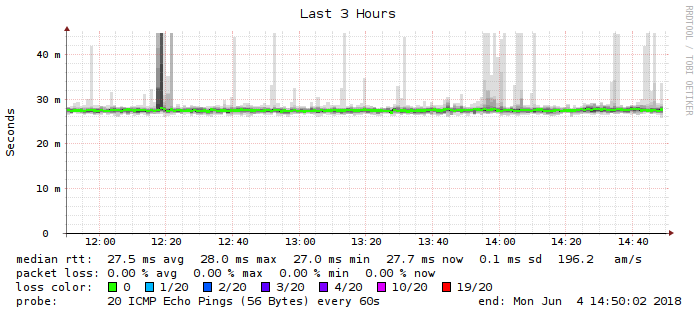 Last 3 Hours
RRDTOOL / TOBI OETIKER
Seconds
40 m
30 m
20 m
10 m
0
12:00 12:20 12:40 13:00 13:20 13:40 14:00 14:20 14:40
median rtt: 27.5 ms avg 28.0 ms max 27.0 ms min 27.7 ms now 0.1 ms sd 196.2 am/s
packet loss: 0.00 % avg 0.00 % max 0.00 % min 0.00 % now
loss color: 0 1/20 2/20 3/20 4/20 10/20 19/20
probe: 20 ICMP Echo Pings (56 Bytes) every 60s end: Mon Jun 4 14:50:02 2018